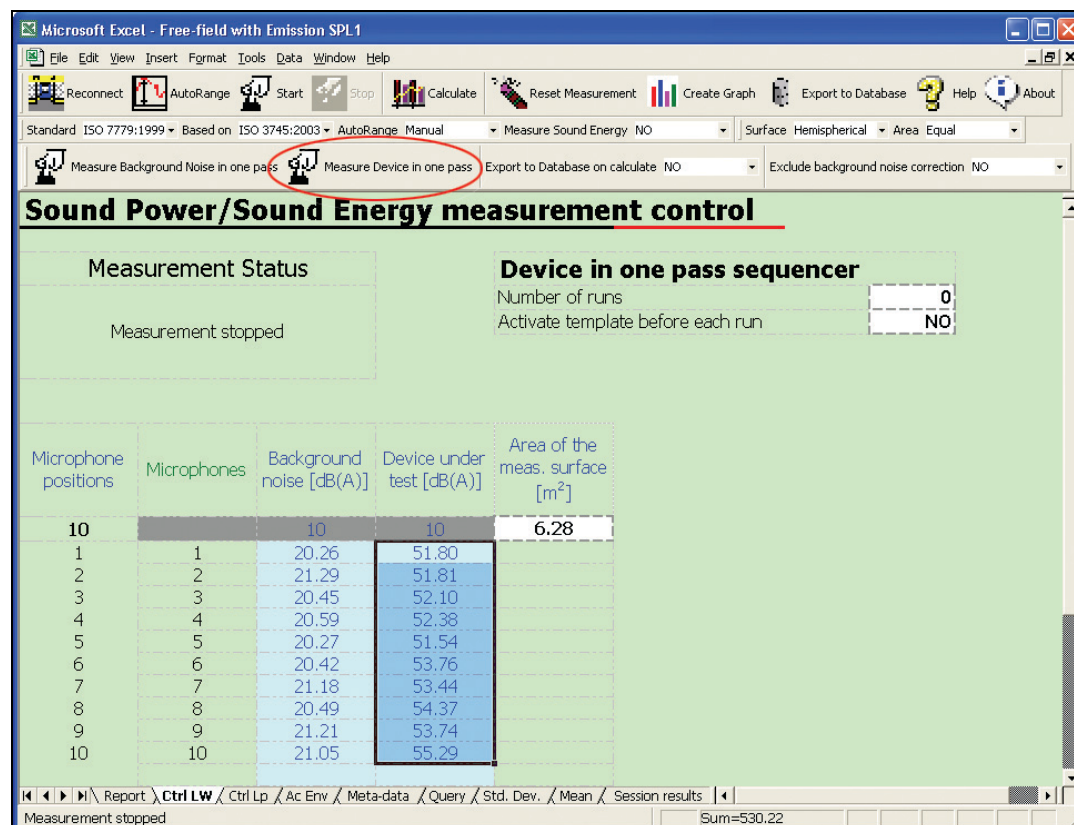 Microsoft Excel - Free-field with Emission SPL1
File Edit View Insert Format Tools Data Window Help
Reconnect AutoRange Start Stop Calculate Reset Measurement Create Graph Export to Database Help About
Standard ISO 7779:1999 Based on ISO 3745:2003 AutoRange Manual Measure Sound Energy NO Surface Hemispherical Area Equal
Measure Background Noise in one pass Measure Device in one pass Export to Database on calculate NO Exclude background noise correction NO
Sound Power/Sound Energy measurement control
Measurement Status
Measurement stopped
Device in one pass sequencer
Number of runs 0
Activate template before each run NO
Microphone positions Microphones Background noise [dB(A)] Device under test [dB(A)] Area of the meas. surface [m²]
10 10 10 6.28
1 1 20.26 51.80
2 2 21.29 51.81
3 3 20.45 52.10
4 4 20.59 52.38
5 5 20.27 51.54
6 6 20.42 53.76
7 7 21.18 53.44
8 8 20.49 54.37
9 9 21.21 53.74
10 10 21.05 55.29
Report Ctrl LW Ctrl Lp Ac Env Meta-data Query Std. Dev. Mean Session results
Measurement stopped Sum=530.22